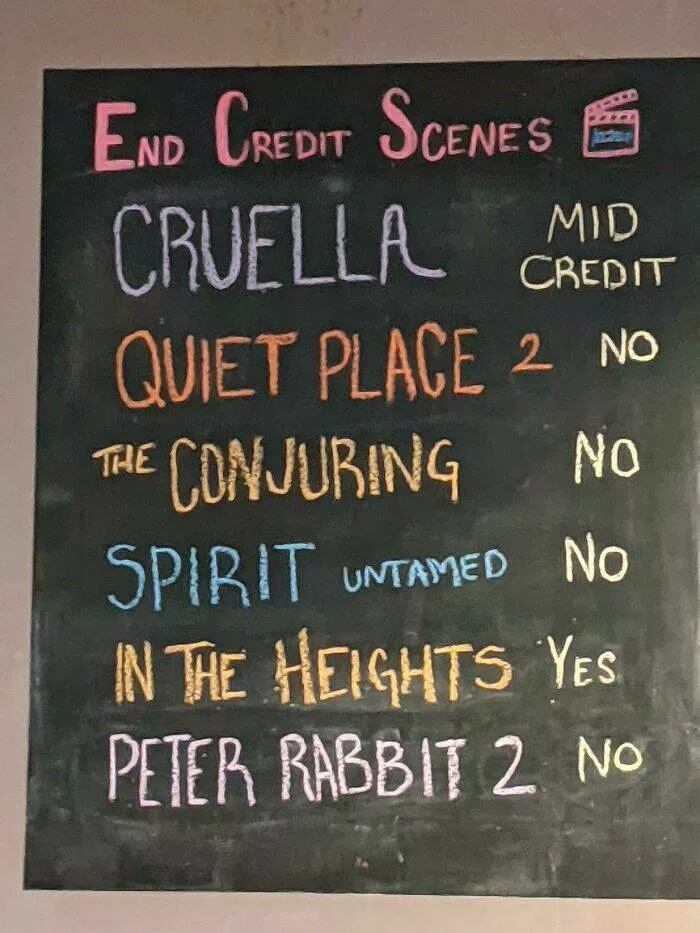 END CREDIT SCENES
CRUELLA MID CREDIT
QUIET PLACE 2 NO
THE CONJURING NO
SPIRIT UNTAMED NO
IN THE HEIGHTS YES
PETER RABBIT 2 NO